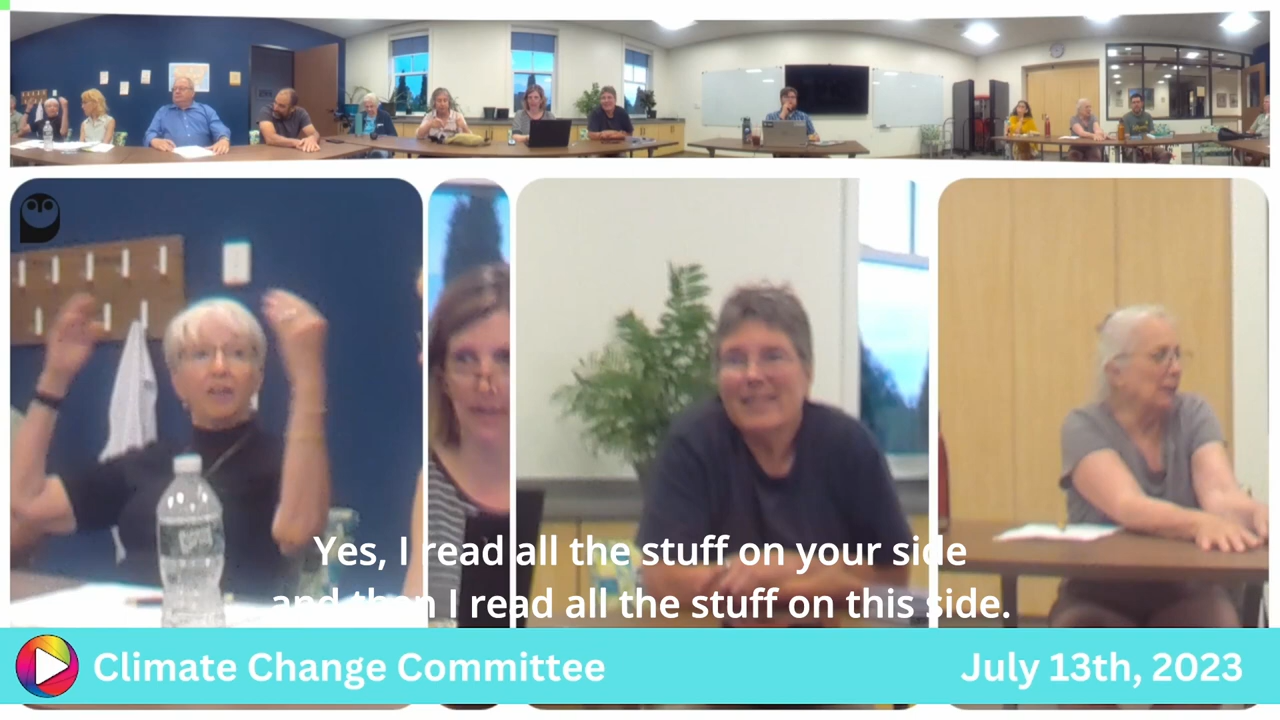 Yes, I read all the stuff on your side
and then I read all the stuff on this side.
Climate Change Committee
July 13th, 2023